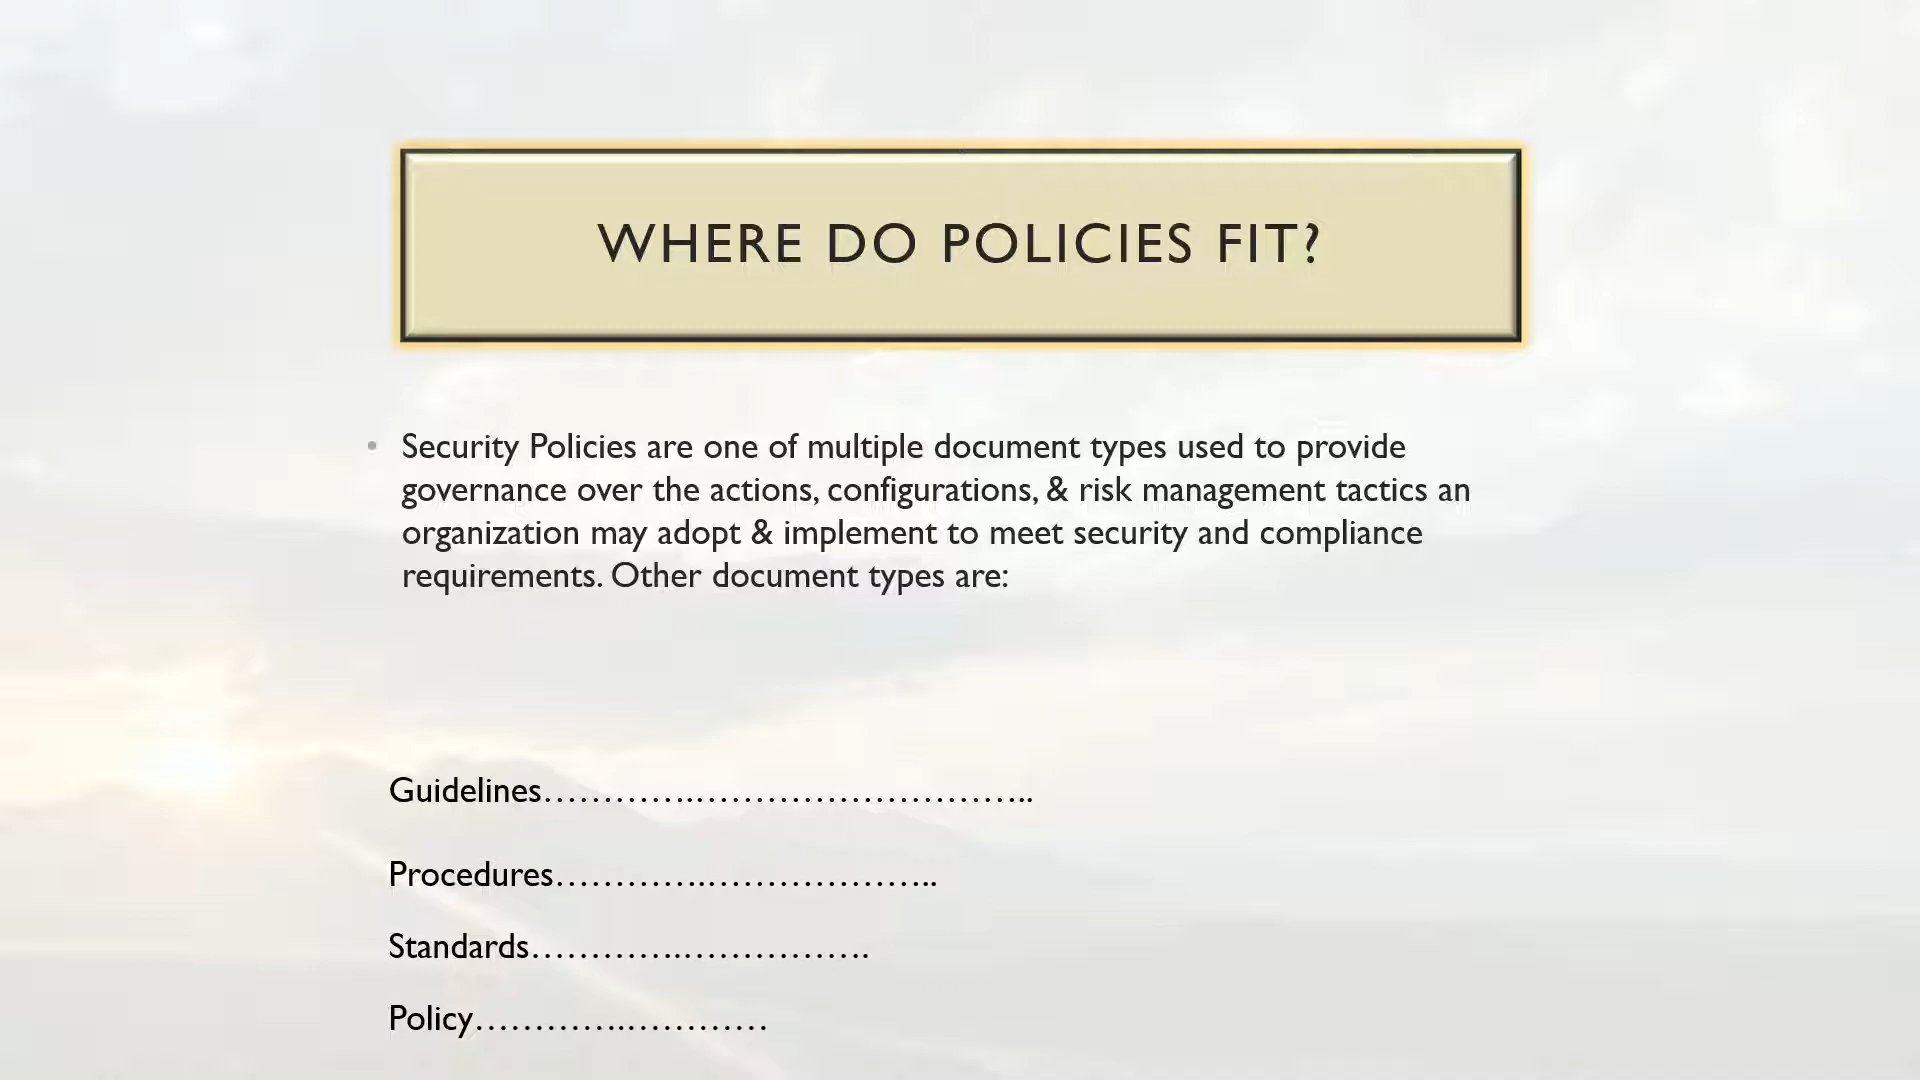 WHERE DO POLICIES FIT?
• Security Policies are one of multiple document types used to provide
governance over the actions, configurations, & risk management tactics an
organization may adopt & implement to meet security and compliance
requirements. Other document types are:
Guidelines…………..………………………..
Procedures…………..………………..
Standards…………..…………….
Policy…………..…………